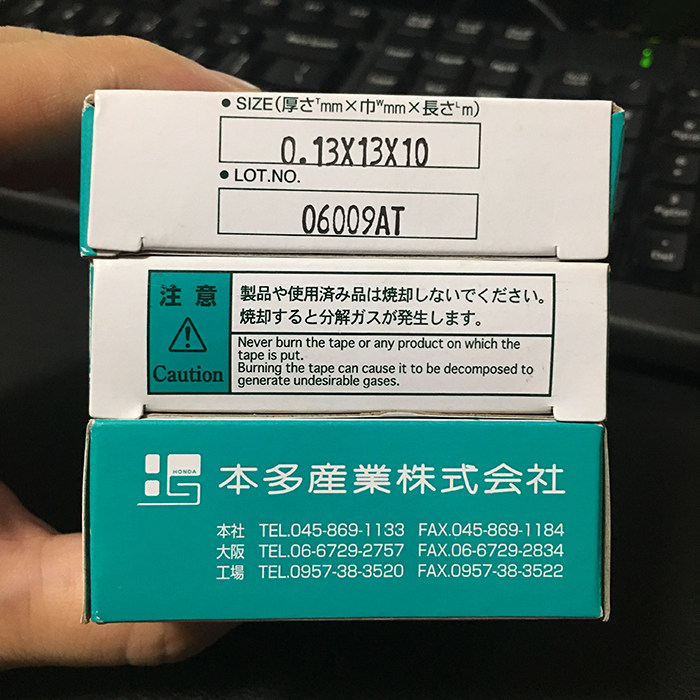 ● SIZE(厚さᵀmm×巾ᵂmm×長さᴸm)
0.13X13X10
● LOT.NO.
06009AT
注意
Caution
製品や使用済み品は焼却しないでください。
焼却すると分解ガスが発生します。
Never burn the tape or any product on which the
tape is put.
Burning the tape can cause it to be decomposed to
generate undesirable gases.
HONDA
本多産業株式会社
本社 TEL.045-869-1133 FAX.045-869-1184
大阪 TEL.06-6729-2757 FAX.06-6729-2834
工場 TEL.0957-38-3520 FAX.0957-38-3522